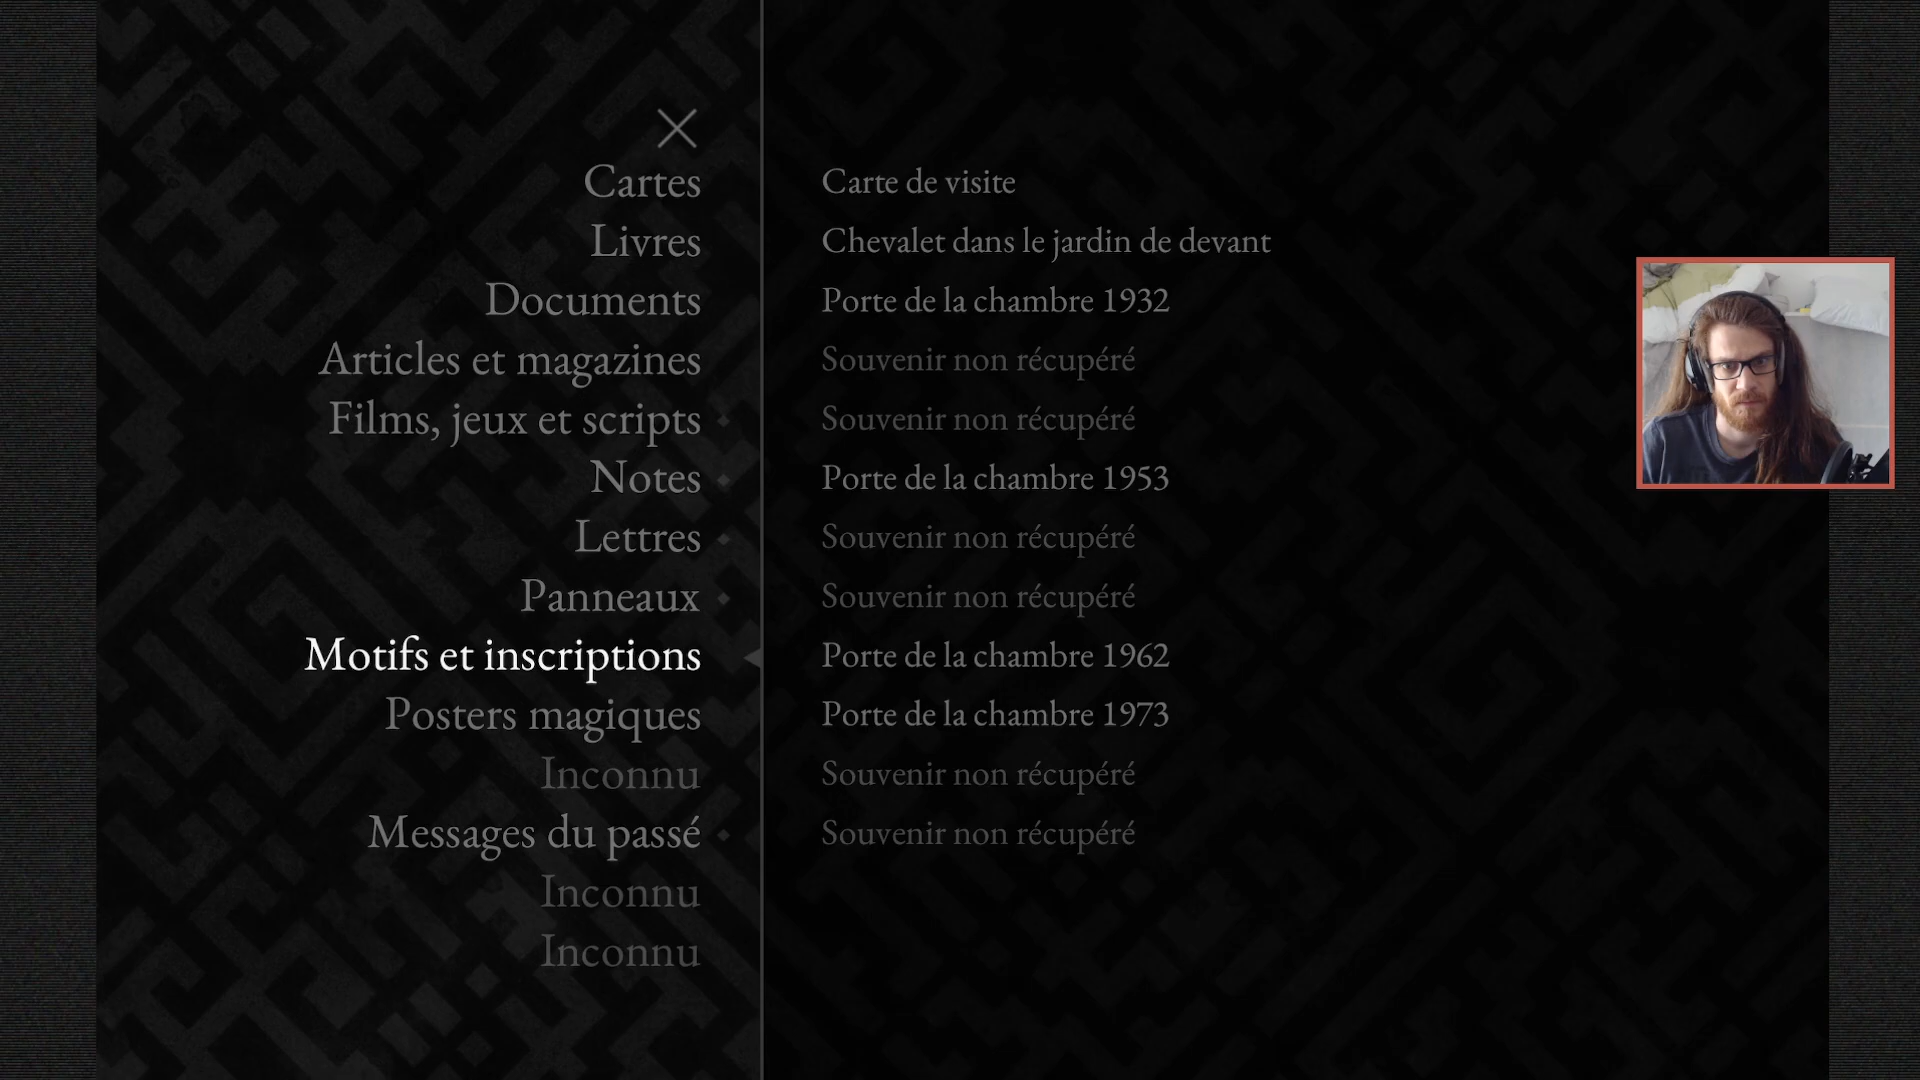 Cartes
Livres
Documents
Articles et magazines
Films, jeux et scripts
Notes
Lettres
Panneaux
Motifs et inscriptions
Posters magiques
Inconnu
Messages du passé
Inconnu
Inconnu
Carte de visite
Chevalet dans le jardin de devant
Porte de la chambre 1932
Souvenir non récupéré
Souvenir non récupéré
Porte de la chambre 1953
Souvenir non récupéré
Souvenir non récupéré
Porte de la chambre 1962
Porte de la chambre 1973
Souvenir non récupéré
Souvenir non récupéré